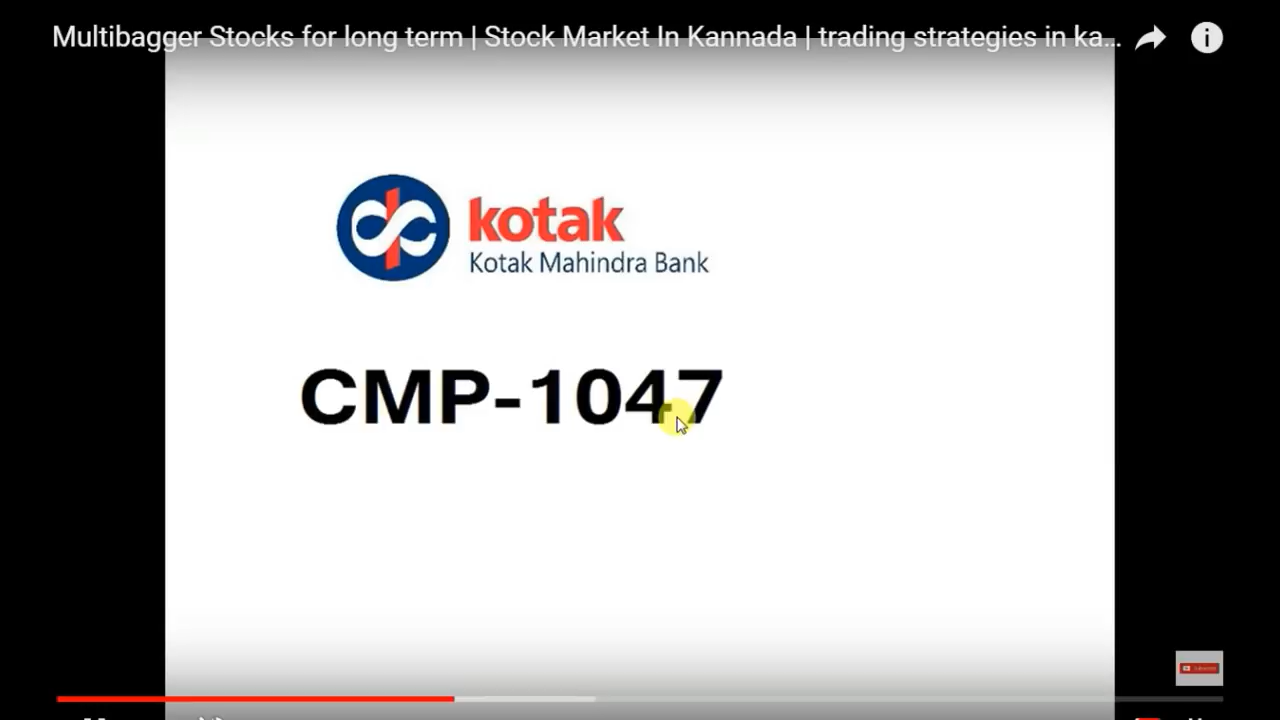 Multibagger Stocks for long term | Stock Market In Kannada | trading strategies in ka...
kotak
Kotak Mahindra Bank
CMP-1047